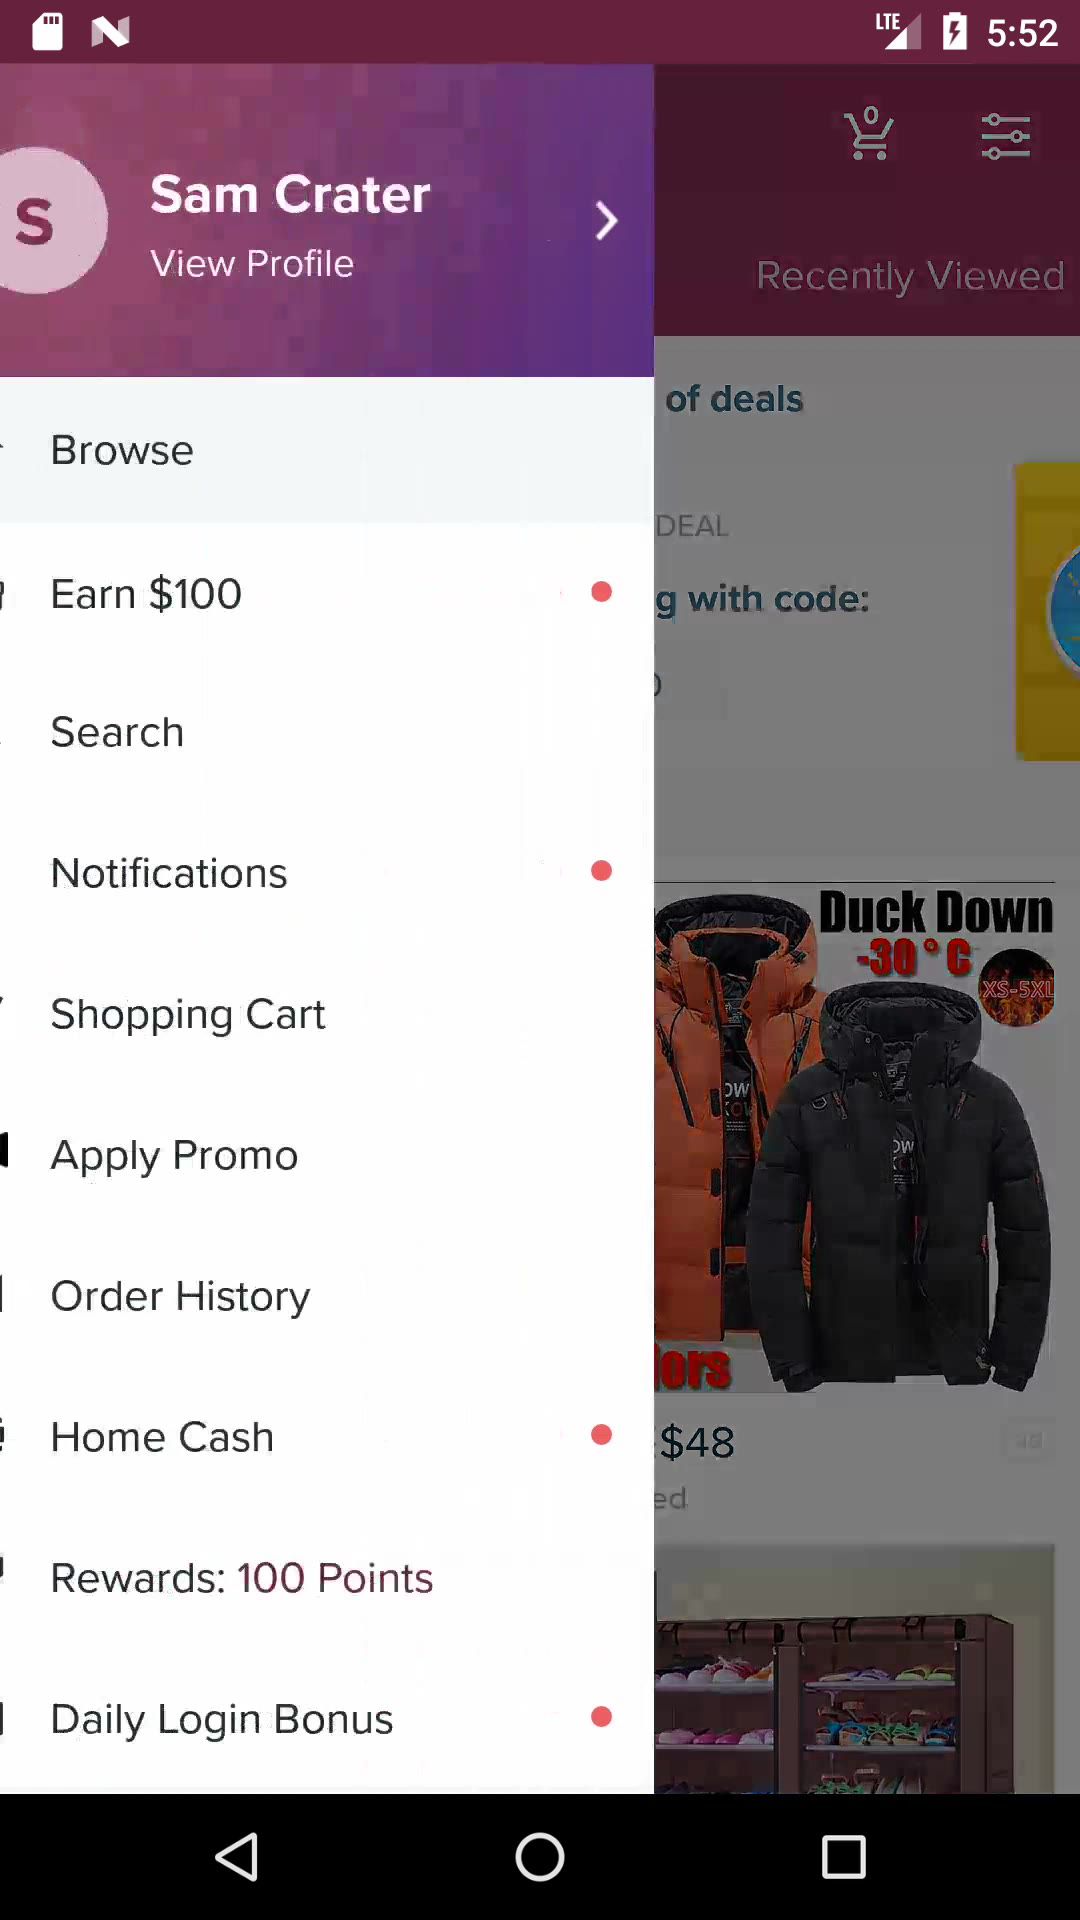 LTE 5:52
0
S
Sam Crater
View Profile
Recently Viewed
of deals
Browse
DEAL
Earn $100
g with code:
Search
Notifications
Duck Down
-30°C
XS-5XL
Shopping Cart
Apply Promo
Order History
lors
Home Cash
$48
ed
Rewards: 100 Points
Daily Login Bonus